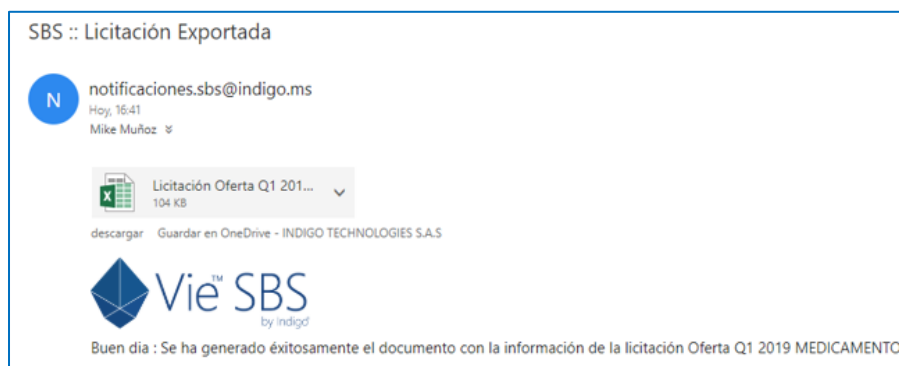 SBS :: Licitación Exportada
N
notificaciones.sbs@indigo.ms
Hoy, 16:41
Mike Muñoz
Licitación Oferta Q1 201...
104 KB
descargar Guardar en OneDrive - INDIGO TECHNOLOGIES S.A.S
Vie™ SBS
by Indigo
Buen dia : Se ha generado éxitosamente el documento con la información de la licitación Oferta Q1 2019 MEDICAMENTO